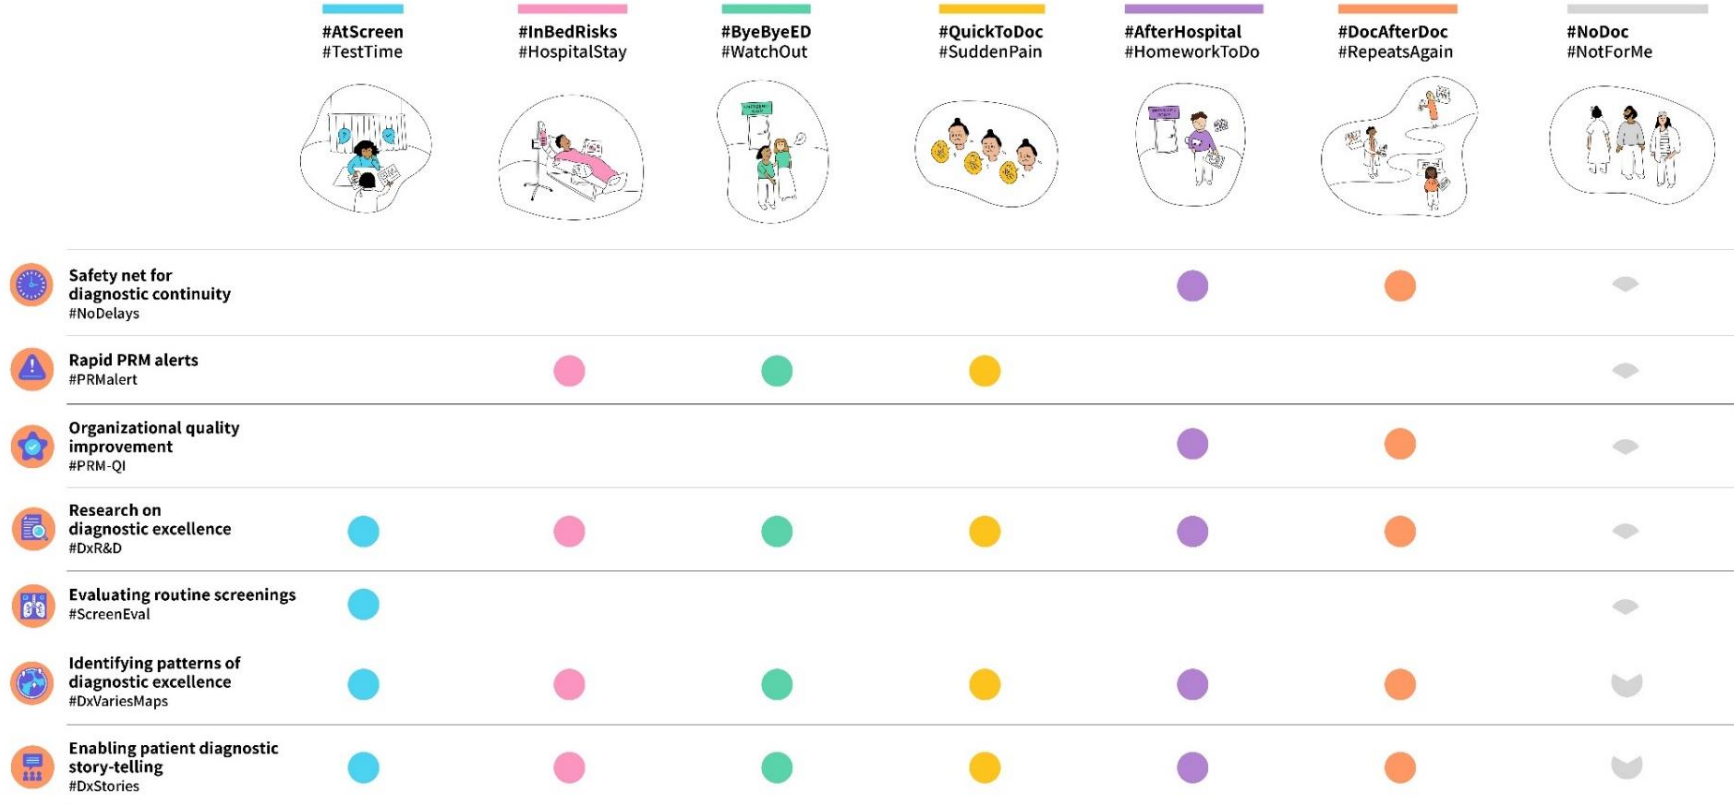 #AtScreen
#TestTime
#InBedRisks
#HospitalStay
#ByeByeED
#WatchOut
#QuickToDoc
#SuddenPain
#AfterHospital
#HomeworkToDo
#DocAfterDoc
#RepeatsAgain
#NoDoc
#NotForMe
Safety net for
diagnostic continuity
#NoDelays
Rapid PRM alerts
#PRMalert
Organizational quality
improvement
#PRM-QI
Research on
diagnostic excellence
#DxR&D
Evaluating routine screenings
#ScreenEval
Identifying patterns of
diagnostic excellence
#DxVariesMaps
Enabling patient diagnostic
story-telling
#DxStories